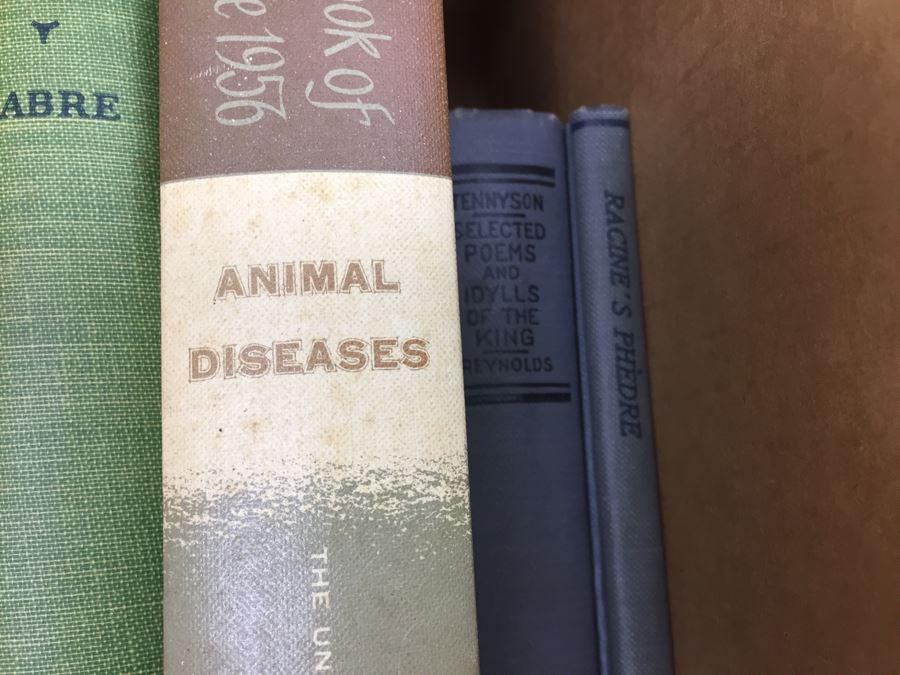 ABRE
ook of
e 1956
ANIMAL
DISEASES
THE UN
TENNYSON
SELECTED
POEMS
AND
IDYLLS
OF THE
KING
REYNOLDS
RACINE'S PHÈDRE